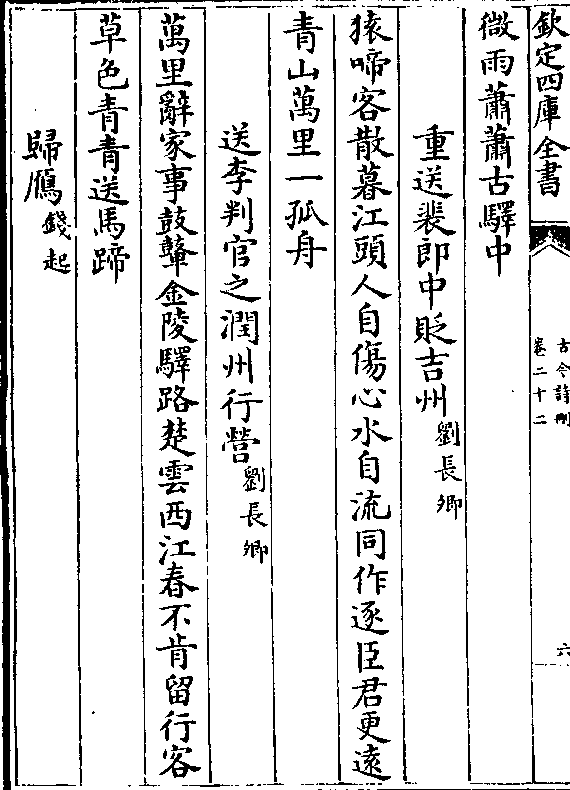 欽定四庫全書
古今詩刪
卷二十二
六
微雨蕭蕭古驛中
重送裴郎中貶吉州 劉長卿
猿啼客散暮江頭人自傷心水自流同作逐臣君更遠
青山萬里一孤舟
送李判官之潤州行營 劉長卿
萬里辭家事鼓鼙金陵驛路楚雲西江春不肯留行客
草色青青送馬蹄
歸鴈 錢起